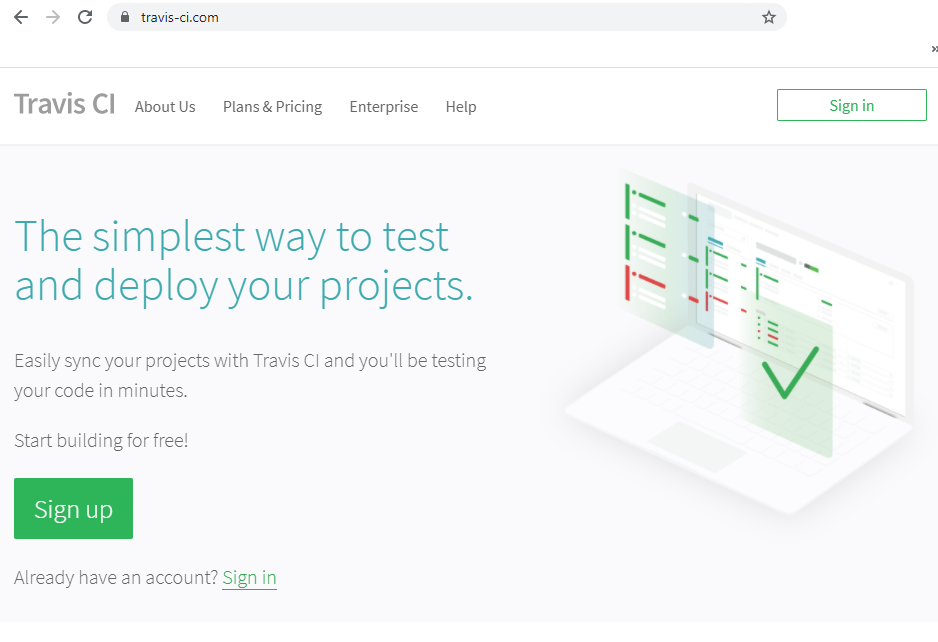 travis-ci.com
»
Travis CI About Us Plans & Pricing Enterprise Help Sign in
The simplest way to test
and deploy your projects.
Easily sync your projects with Travis CI and you'll be testing
your code in minutes.
Start building for free!
Sign up
Already have an account? Sign in